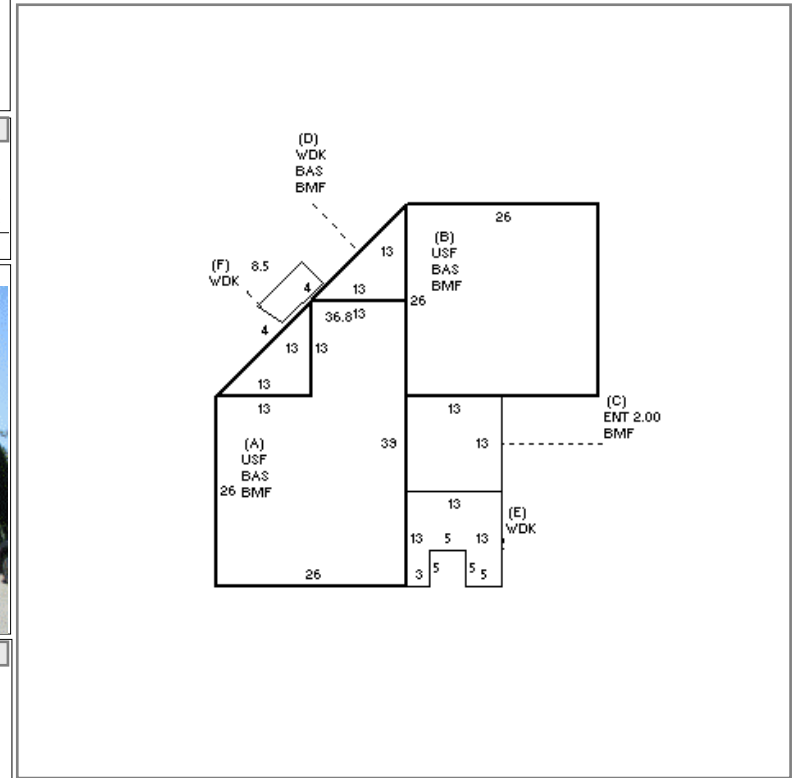 (D)
WDK
BAS
BMF
26
(B)
USF
BAS
BMF
13
(F)
WDK
8.5
4
13
26
36.8
13
4
13
13
13
13
(C)
ENT 2.00
BMF
13
13
39
(A)
USF
BAS
BMF
26
13
(E)
WDK
13
5
13
3
5
5
5
26